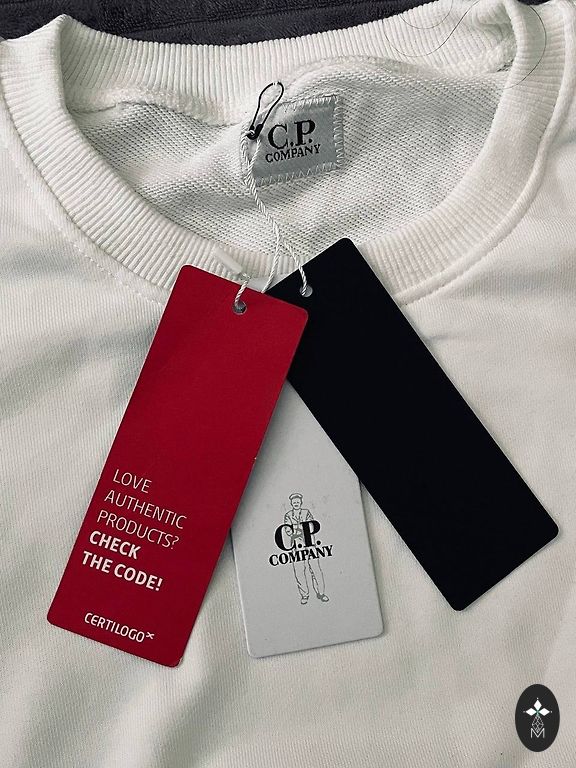 C.P.
COMPANY
LOVE
AUTHENTIC
PRODUCTS?
CHECK
THE CODE!
CERTILOGO
C.P.
COMPANY
M